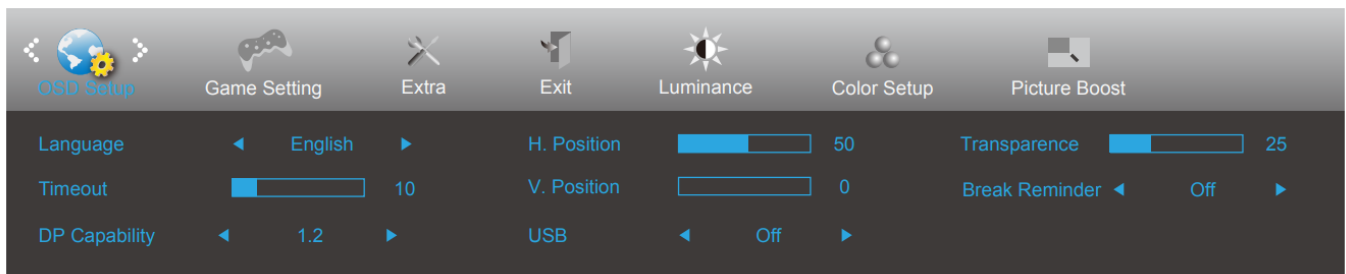 OSD Setup Game Setting Extra Exit Luminance Color Setup Picture Boost
Language English H. Position 50 Transparence 25
Timeout 10 V. Position 0 Break Reminder Off
DP Capability 1.2 USB Off